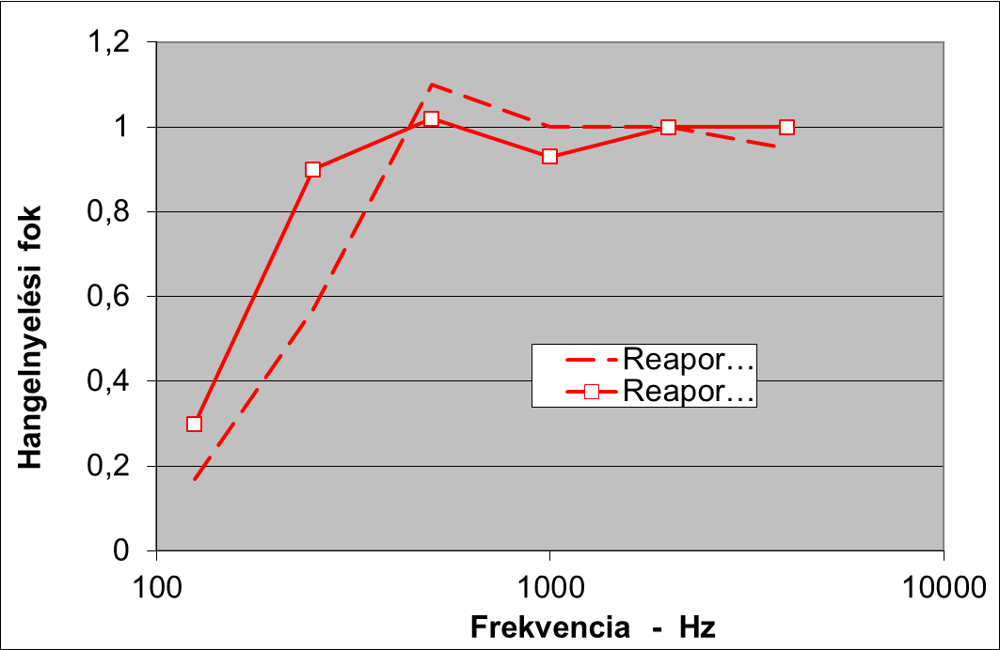 1,2
1
0,8
0,6
0,4
0,2
0
Hangelnyelési fok
Reapor…
Reapor…
100
1000
10000
Frekvencia - Hz